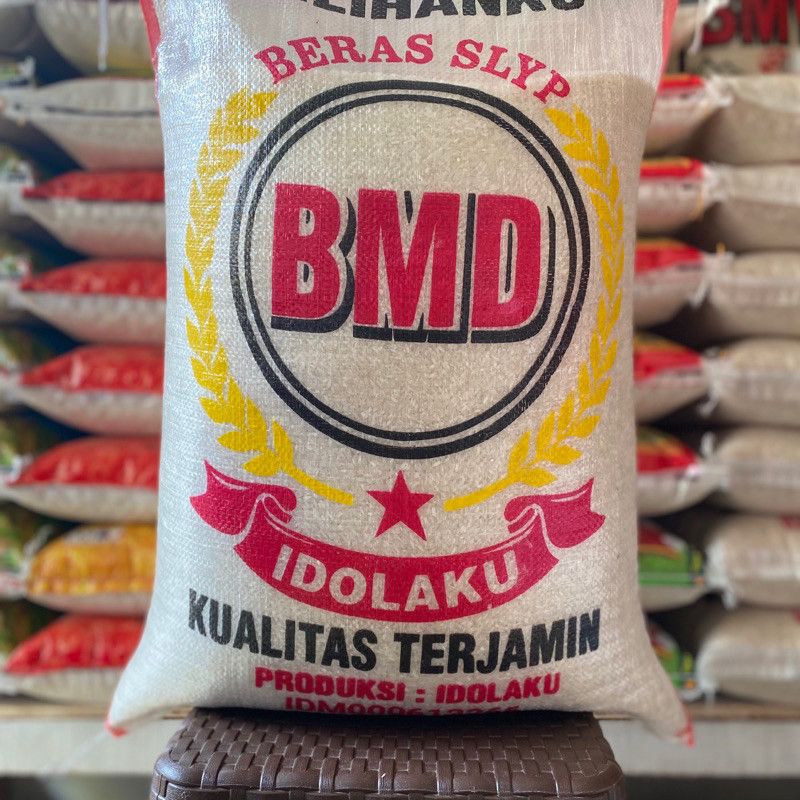 BERAS SLYP
BMD
IDOLAKU
KUALITAS TERJAMIN
PRODUKSI : IDOLAKU